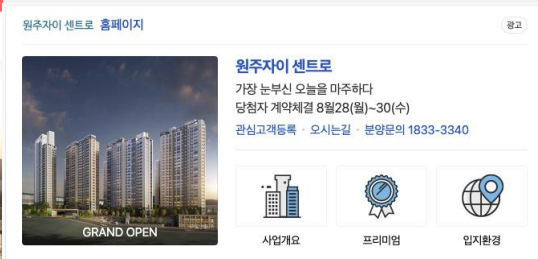 원주자이 센트로 홈페이지
광고
GRAND OPEN
원주자이 센트로
가장 눈부신 오늘을 마주하다
당첨자 계약체결 8월28(월)~30(수)
관심고객등록 · 오시는길 · 분양문의 1833-3340
사업개요
프리미엄
입지환경